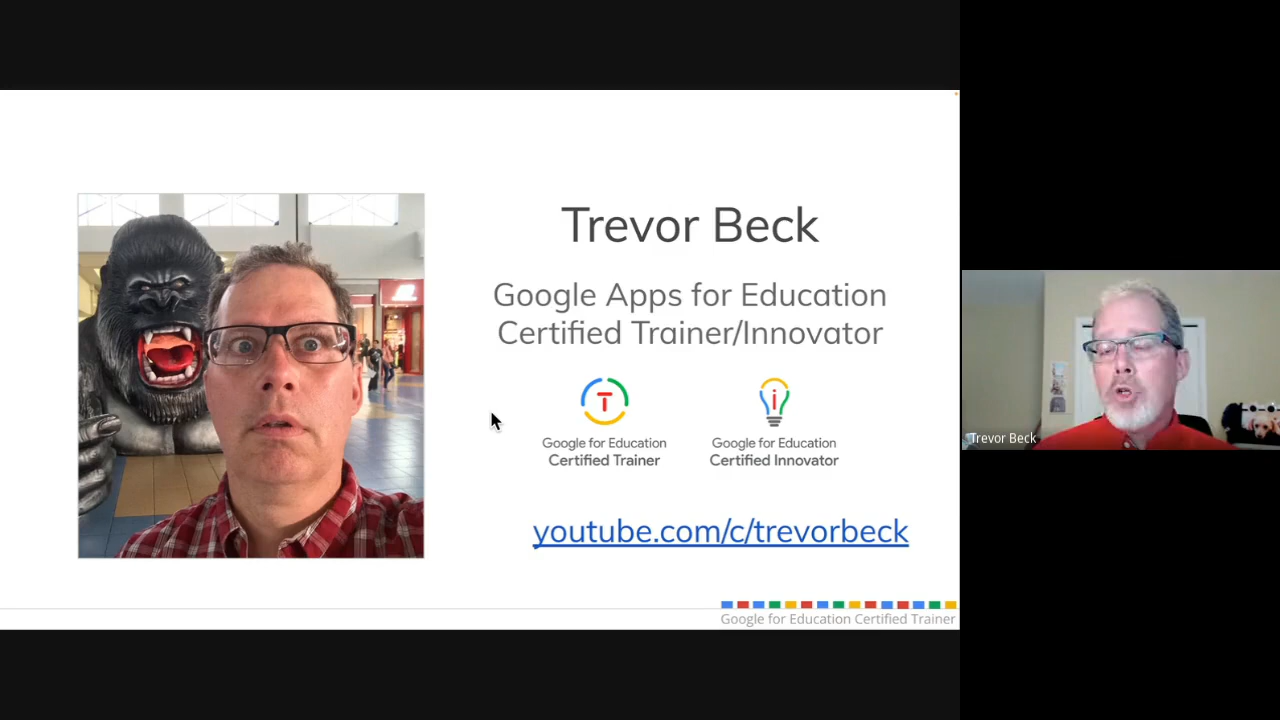 Trevor Beck
Google Apps for Education
Certified Trainer/Innovator
T
i
Google for Education
Certified Trainer
Google for Education
Certified Innovator
youtube.com/c/trevorbeck
Google for Education Certified Trainer
Trevor Beck